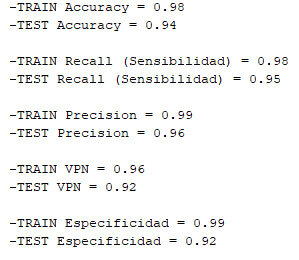 -TRAIN Accuracy = 0.98
-TEST Accuracy = 0.94
-TRAIN Recall (Sensibilidad) = 0.98
-TEST Recall (Sensibilidad) = 0.95
-TRAIN Precision = 0.99
-TEST Precision = 0.96
-TRAIN VPN = 0.96
-TEST VPN = 0.92
-TRAIN Especificidad = 0.99
-TEST Especificidad = 0.92